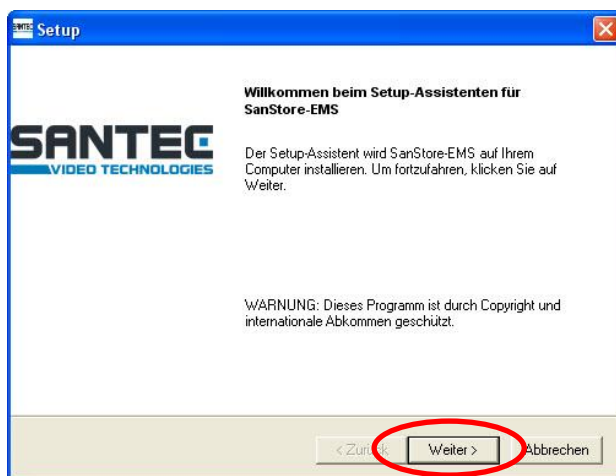 SANTEC
Setup
SANTEC
VIDEO TECHNOLOGIES
Willkommen beim Setup-Assistenten für
SanStore-EMS
Der Setup-Assistent wird SanStore-EMS auf Ihrem
Computer installieren. Um fortzufahren, klicken Sie auf
Weiter.
WARNUNG: Dieses Programm ist durch Copyright und
internationale Abkommen geschützt.
< Zurück
Weiter >
Abbrechen